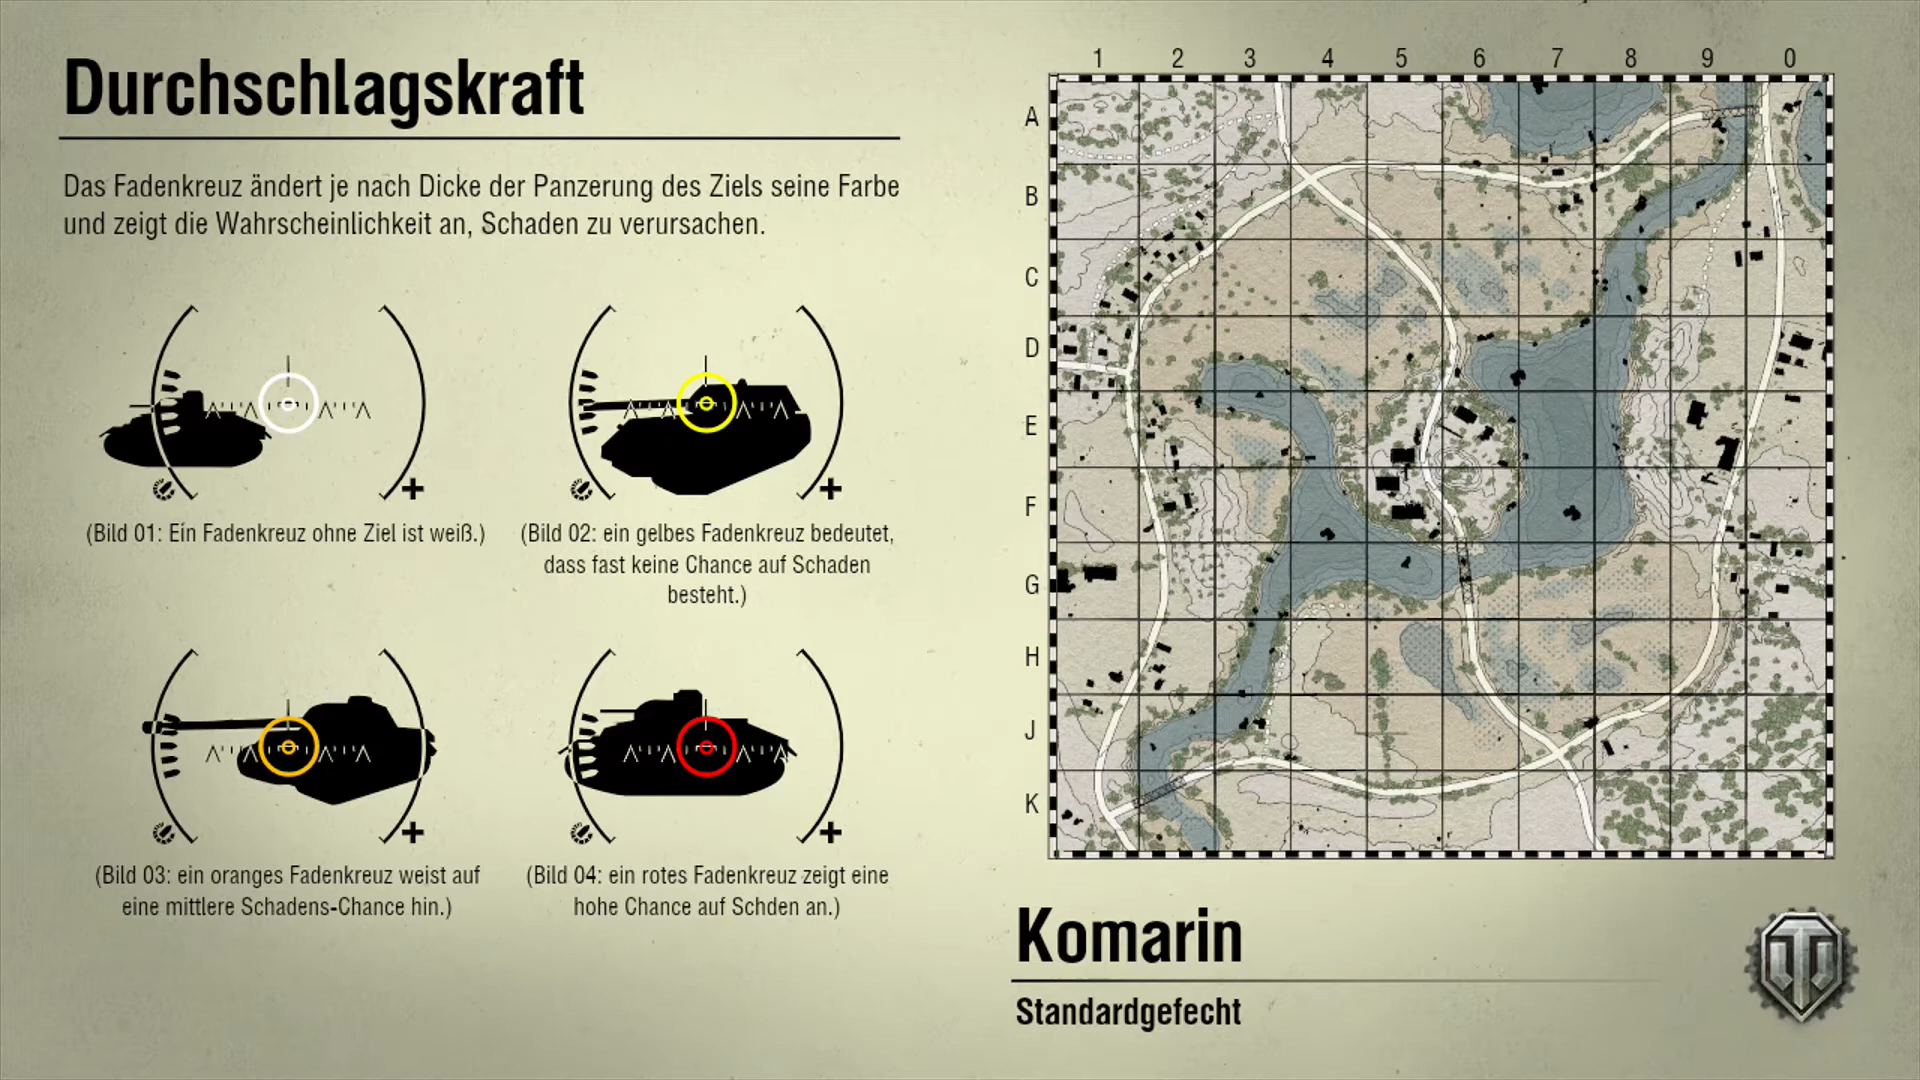 Durchschlagskraft
Das Fadenkreuz ändert je nach Dicke der Panzerung des Ziels seine Farbe
und zeigt die Wahrscheinlichkeit an, Schaden zu verursachen.
(Bild 01: Ein Fadenkreuz ohne Ziel ist weiß.)
(Bild 02: ein gelbes Fadenkreuz bedeutet,
dass fast keine Chance auf Schaden
besteht.)
(Bild 03: ein oranges Fadenkreuz weist auf
eine mittlere Schadens-Chance hin.)
(Bild 04: ein rotes Fadenkreuz zeigt eine
hohe Chance auf Schden an.)
1 2 3 4 5 6 7 8 9 0
A
B
C
D
E
F
G
H
J
K
Komarin
Standardgefecht